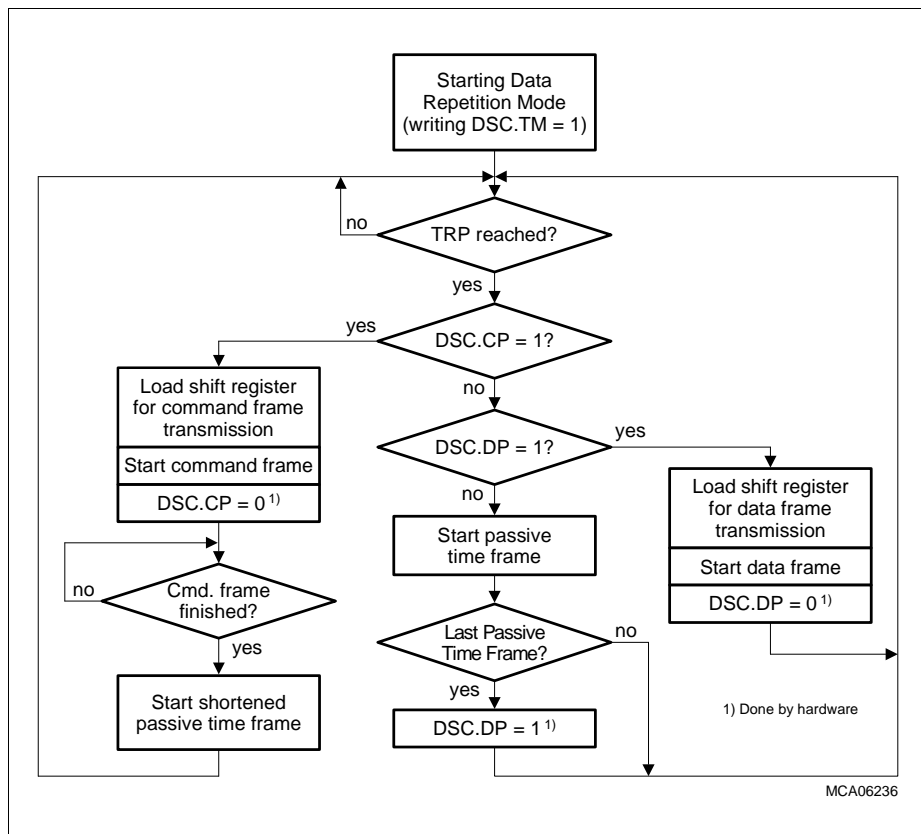 Starting Data
Repetition Mode
(writing DSC.TM = 1)
no
TRP reached?
yes
yes
DSC.CP = 1?
Load shift register
for command frame
transmission
no
Start command frame
DSC.DP = 1?
yes
DSC.CP = 0 1)
no
Load shift register
for data frame
transmission
Start passive
time frame
Start data frame
no
Cmd. frame
finished?
DSC.DP = 0 1)
Last Passive
Time Frame?
no
yes
yes
Start shortened
passive time frame
DSC.DP = 1 1)
1) Done by hardware
MCA06236